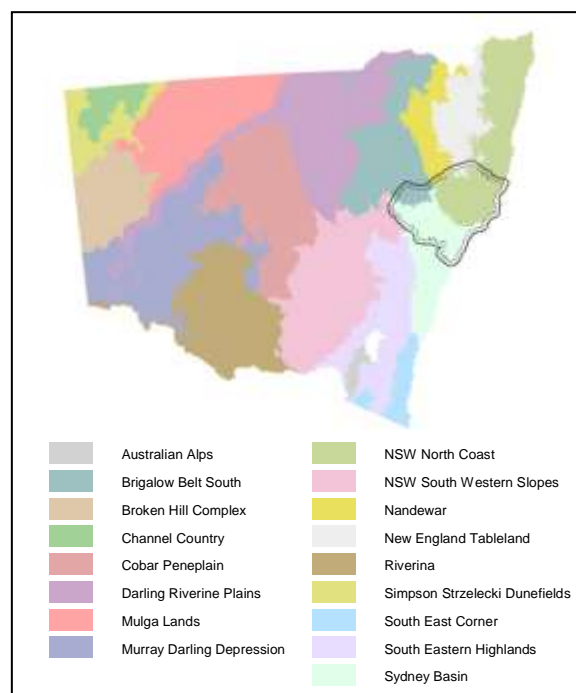 Australian Alps
Brigalow Belt South
Broken Hill Complex
Channel Country
Cobar Peneplain
Darling Riverine Plains
Mulga Lands
Murray Darling Depression
NSW North Coast
NSW South Western Slopes
Nandewar
New England Tableland
Riverina
Simpson Strzelecki Dunefields
South East Corner
South Eastern Highlands
Sydney Basin